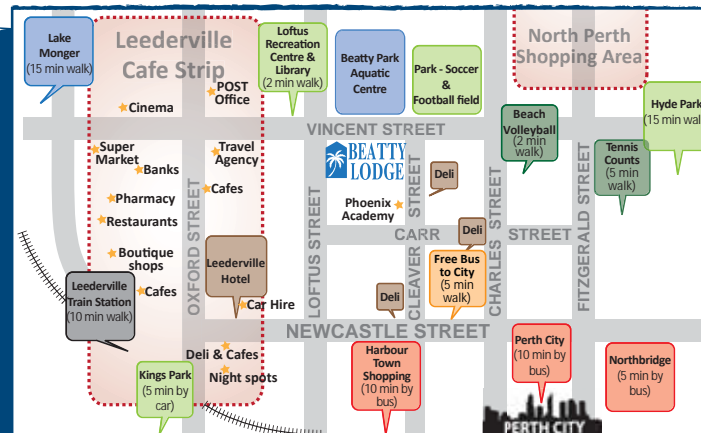 Lake
Monger
(15 min walk)
Leederville
Cafe Strip
Loftus
Recreation
Centre &
Library
(2 min walk)
Beatty Park
Aquatic
Centre
Park - Soccer
&
Football field
North Perth
Shopping Area
Hyde Park
(15 min walk
Cinema
POST
Office
VINCENT STREET
Beach
Volleyball
(2 min
walk)
Tennis
Counts
(5 min
walk)
Super
Market
Banks
Travel
Agency
BEATTY
LODGE
Deli
Pharmacy
Cafes
Phoenix
Academy
Restaurants
CARR STREET
Deli
Boutique
shops
Leederville
Hotel
Free Bus
to City
(5 min
walk)
OXFORD STREET
LOFTUS STREET
CLEAVER STREET
CHARLES STREET
FITZGERALD STREET
Leederville
Train Station
(10 min walk)
Cafes
Car Hire
Deli
NEWCASTLE STREET
Deli & Cafes
Night spots
Kings Park
(5 min by
car)
Harbour
Town
Shopping
(10 min by
bus)
Perth City
(10 min by
bus)
Northbridge
(5 min by
bus)
PERTH CITY